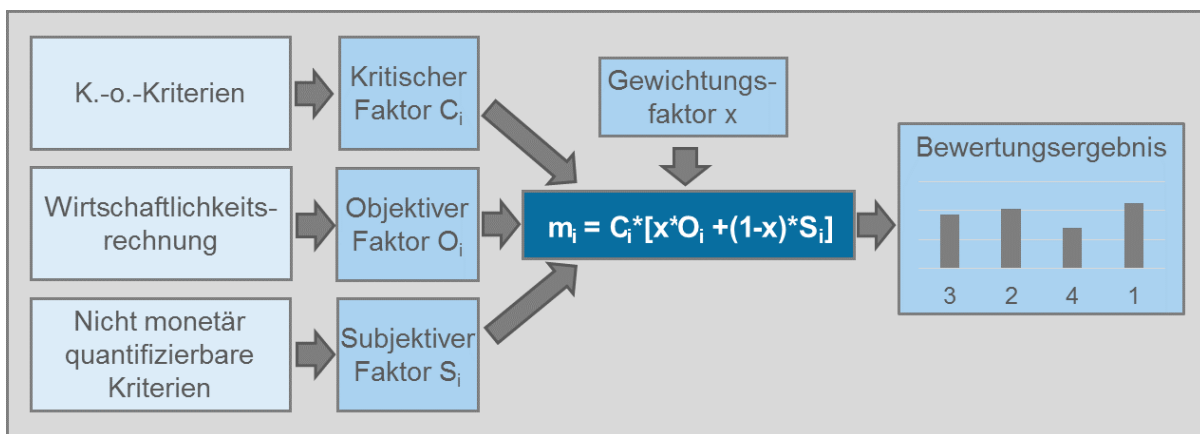 K.-o.-Kriterien
Kritischer
Faktor Cᵢ
Gewichtungs-
faktor x
Wirtschaftlichkeits-
rechnung
Objektiver
Faktor Oᵢ
mᵢ = Cᵢ*[x*Oᵢ +(1-x)*Sᵢ]
Bewertungsergebnis
3 2 4 1
Nicht monetär
quantifizierbare
Kriterien
Subjektiver
Faktor Sᵢ